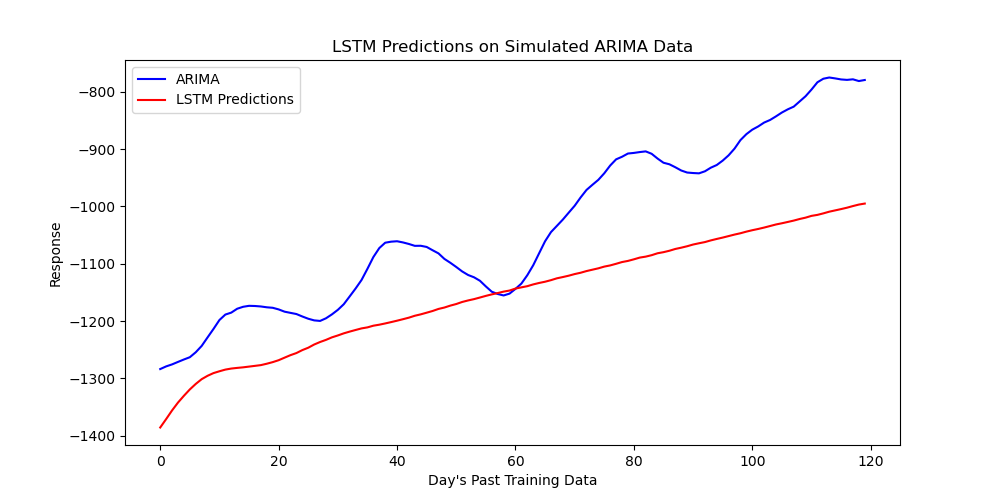 LSTM Predictions on Simulated ARIMA Data
ARIMA
LSTM Predictions
−800
−900
−1000
−1100
−1200
−1300
−1400
Response
0 20 40 60 80 100 120
Day's Past Training Data